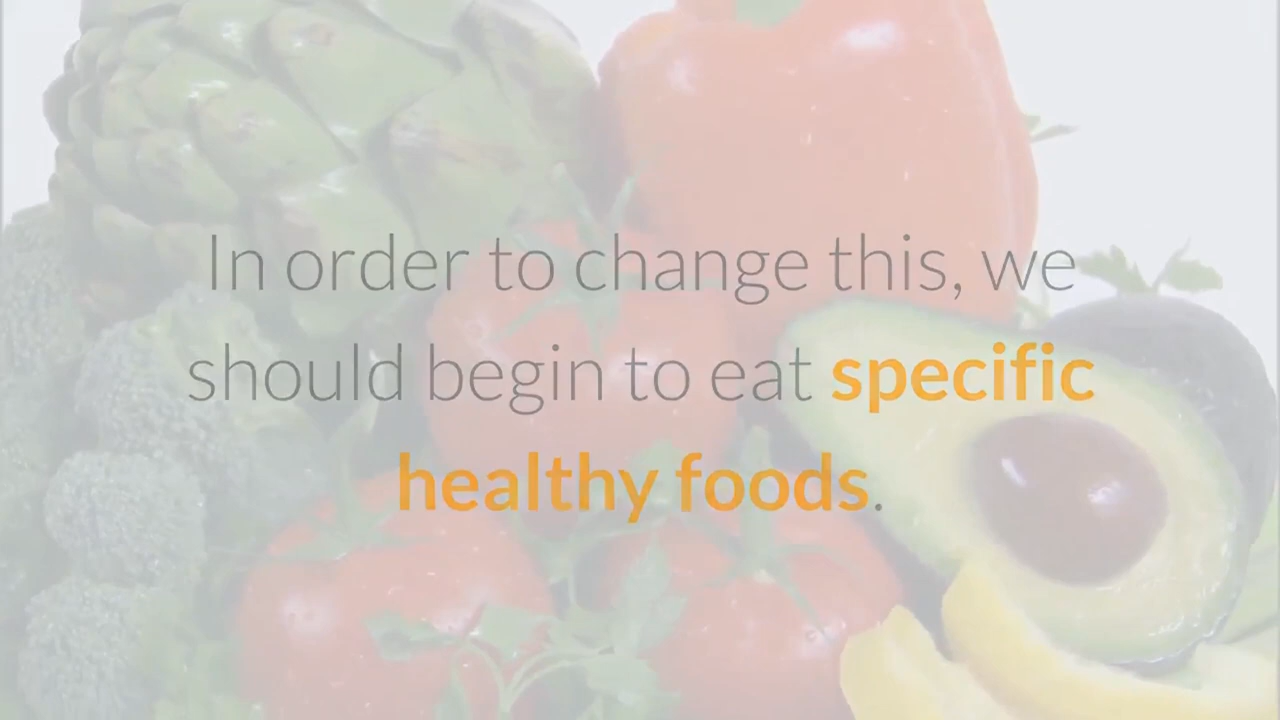 In order to change this, we
should begin to eat specific
healthy foods.